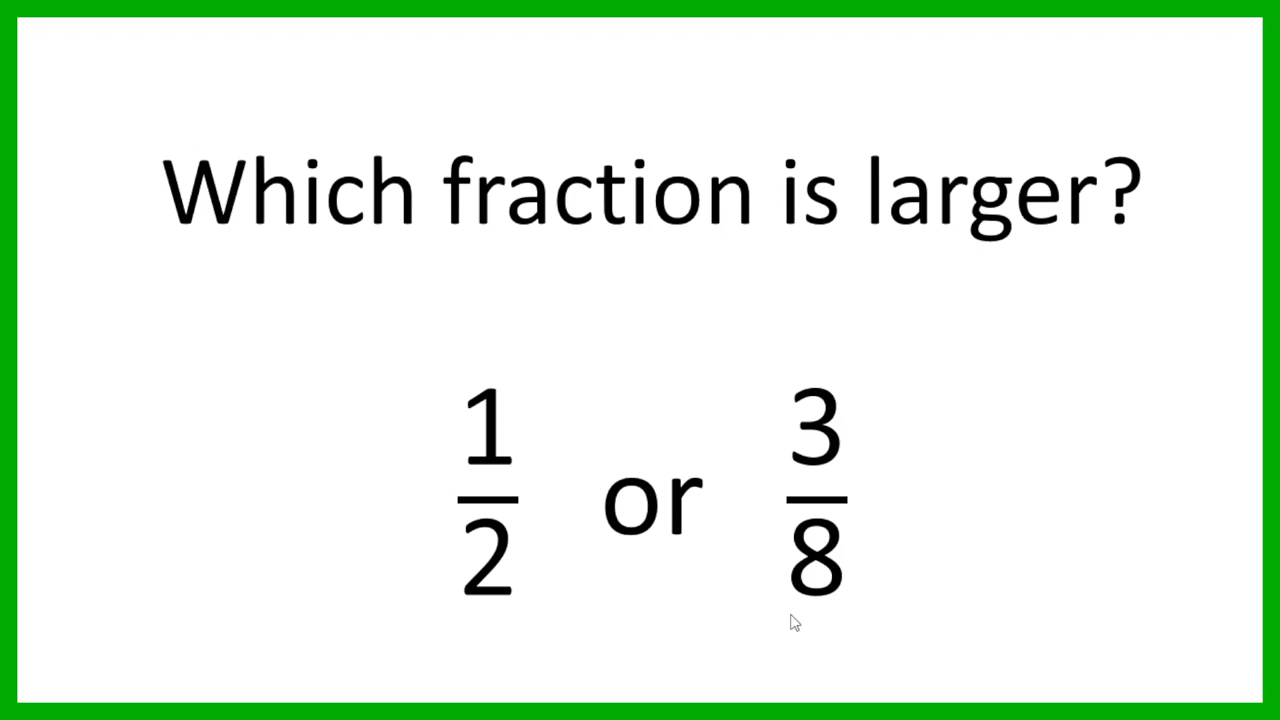 Which fraction is larger?
1/2 or 3/8